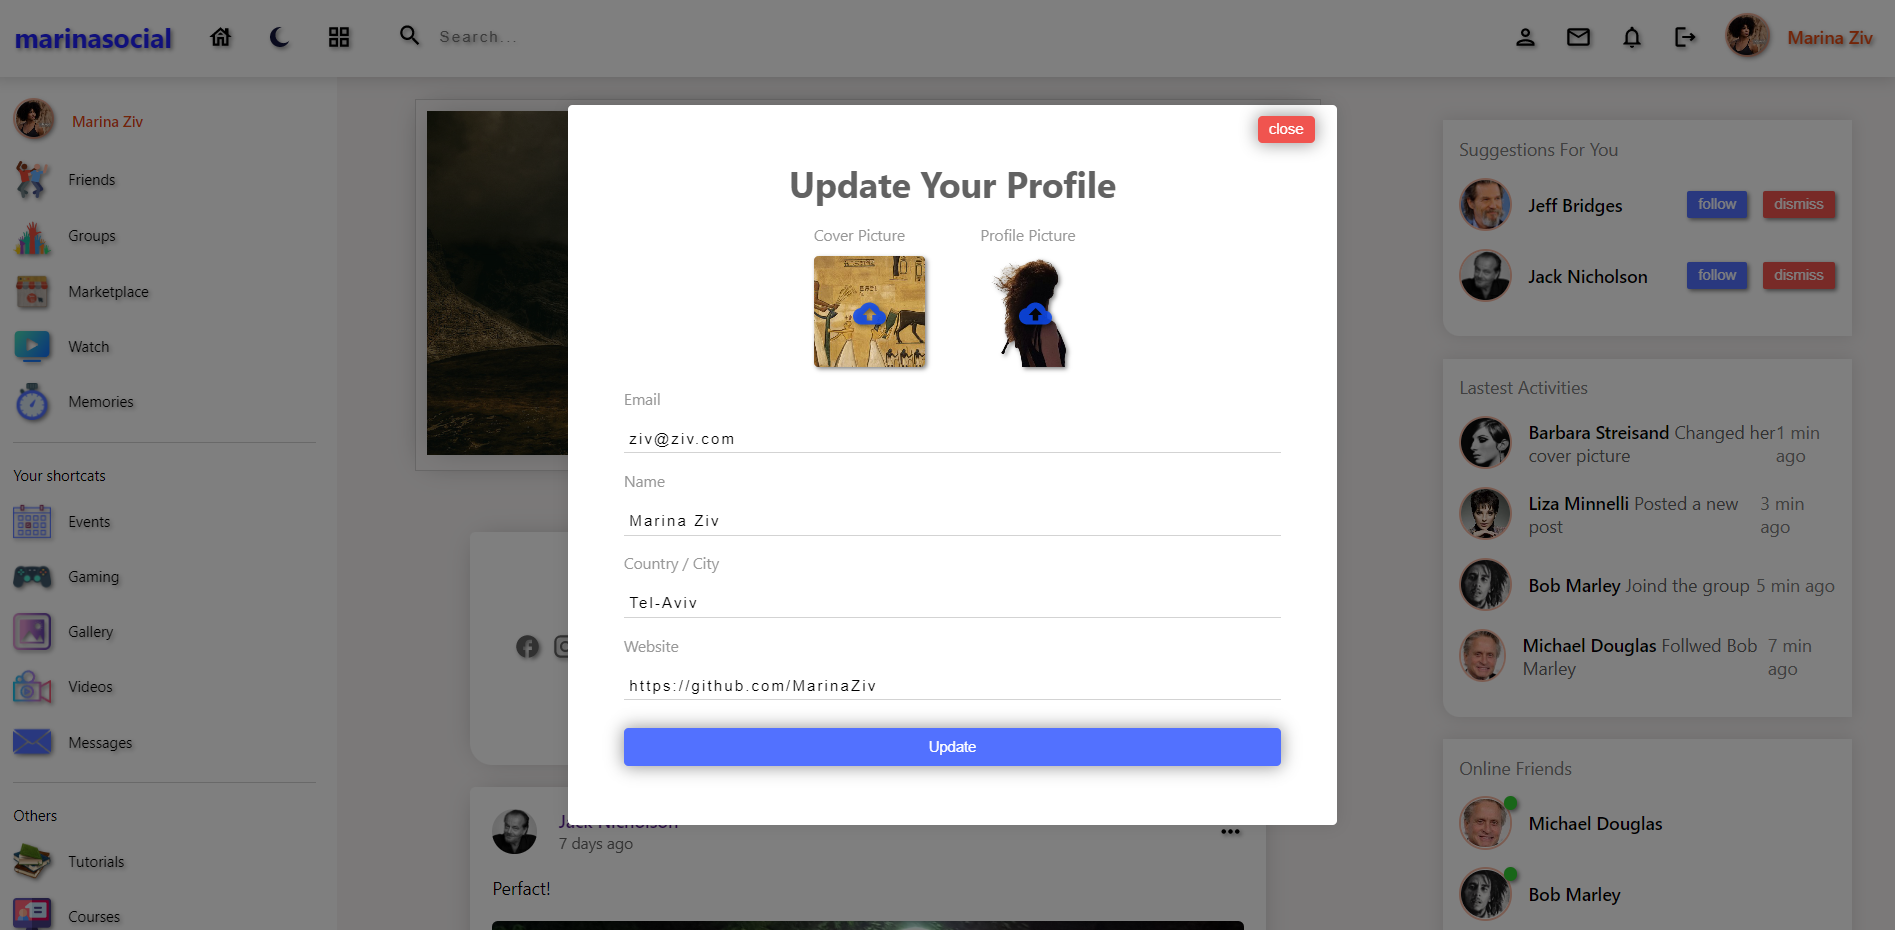 marinasocial
Search...
Marina Ziv
Marina Ziv
Friends
Groups
Marketplace
Watch
Memories
Your shortcats
Events
Gaming
Gallery
Videos
Messages
Others
Tutorials
Courses
close
Update Your Profile
Cover Picture Profile Picture
Email
ziv@ziv.com
Name
Marina Ziv
Country / City
Tel-Aviv
Website
https://github.com/MarinaZiv
Update
Jack Nicholson
7 days ago
Perfact!
Suggestions For You
Jeff Bridges follow dismiss
Jack Nicholson follow dismiss
Lastest Activities
Barbara Streisand Changed her 1 min
cover picture ago
Liza Minnelli Posted a new 3 min
post ago
Bob Marley Joind the group 5 min ago
Michael Douglas Follwed Bob 7 min
Marley ago
Online Friends
Michael Douglas
Bob Marley